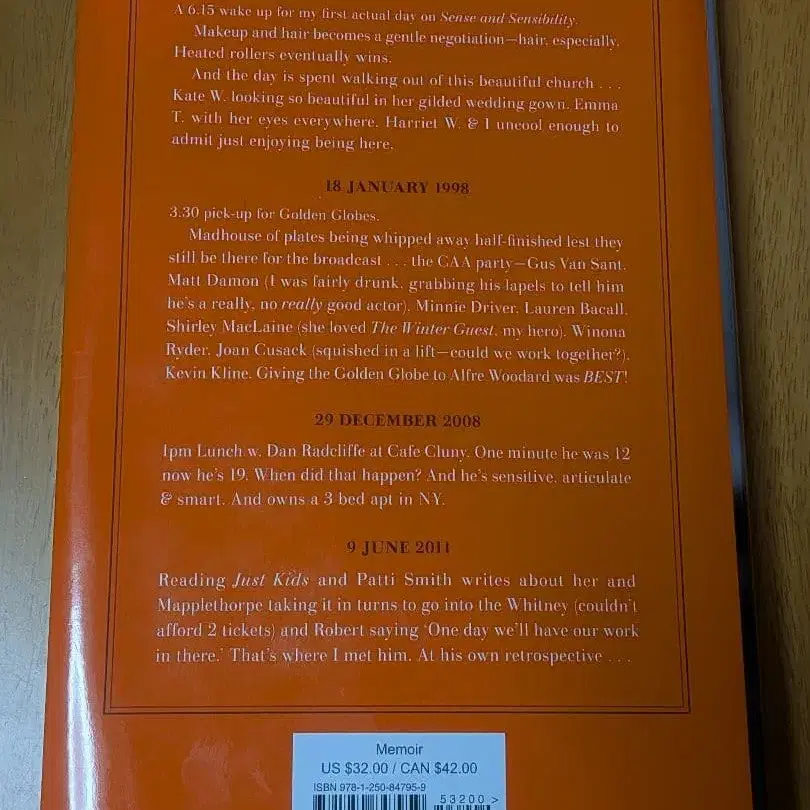 A 6.15 wake up for my first actual day on Sense and Sensibility.
Makeup and hair becomes a gentle negotiation—hair, especially.
Heated rollers eventually wins.
And the day is spent walking out of this beautiful church . . .
Kate W. looking so beautiful in her gilded wedding gown. Emma
T. with her eyes everywhere. Harriet W. & I uncool enough to
admit just enjoying being here.
18 JANUARY 1998
3.30 pick-up for Golden Globes.
Madhouse of plates being whipped away half-finished lest they
still be there for the broadcast . . . the CAA party—Gus Van Sant,
Matt Damon (I was fairly drunk, grabbing his lapels to tell him
he's a really, no really good actor), Minnie Driver, Lauren Bacall,
Shirley MacLaine (she loved The Winter Guest, my hero), Winona
Ryder, Joan Cusack (squished in a lift—could we work together?),
Kevin Kline. Giving the Golden Globe to Alfre Woodard was BEST!
29 DECEMBER 2008
1pm Lunch w. Dan Radcliffe at Cafe Cluny. One minute he was 12
now he's 19. When did that happen? And he's sensitive, articulate
& smart. And owns a 3 bed apt in NY.
9 JUNE 2011
Reading Just Kids and Patti Smith writes about her and
Mapplethorpe taking it in turns to go into the Whitney (couldn't
afford 2 tickets) and Robert saying 'One day we'll have our work
in there.' That's where I met him. At his own retrospective . . .
Memoir
US $32.00 / CAN $42.00
ISBN 978-1-250-84795-9
53200 >